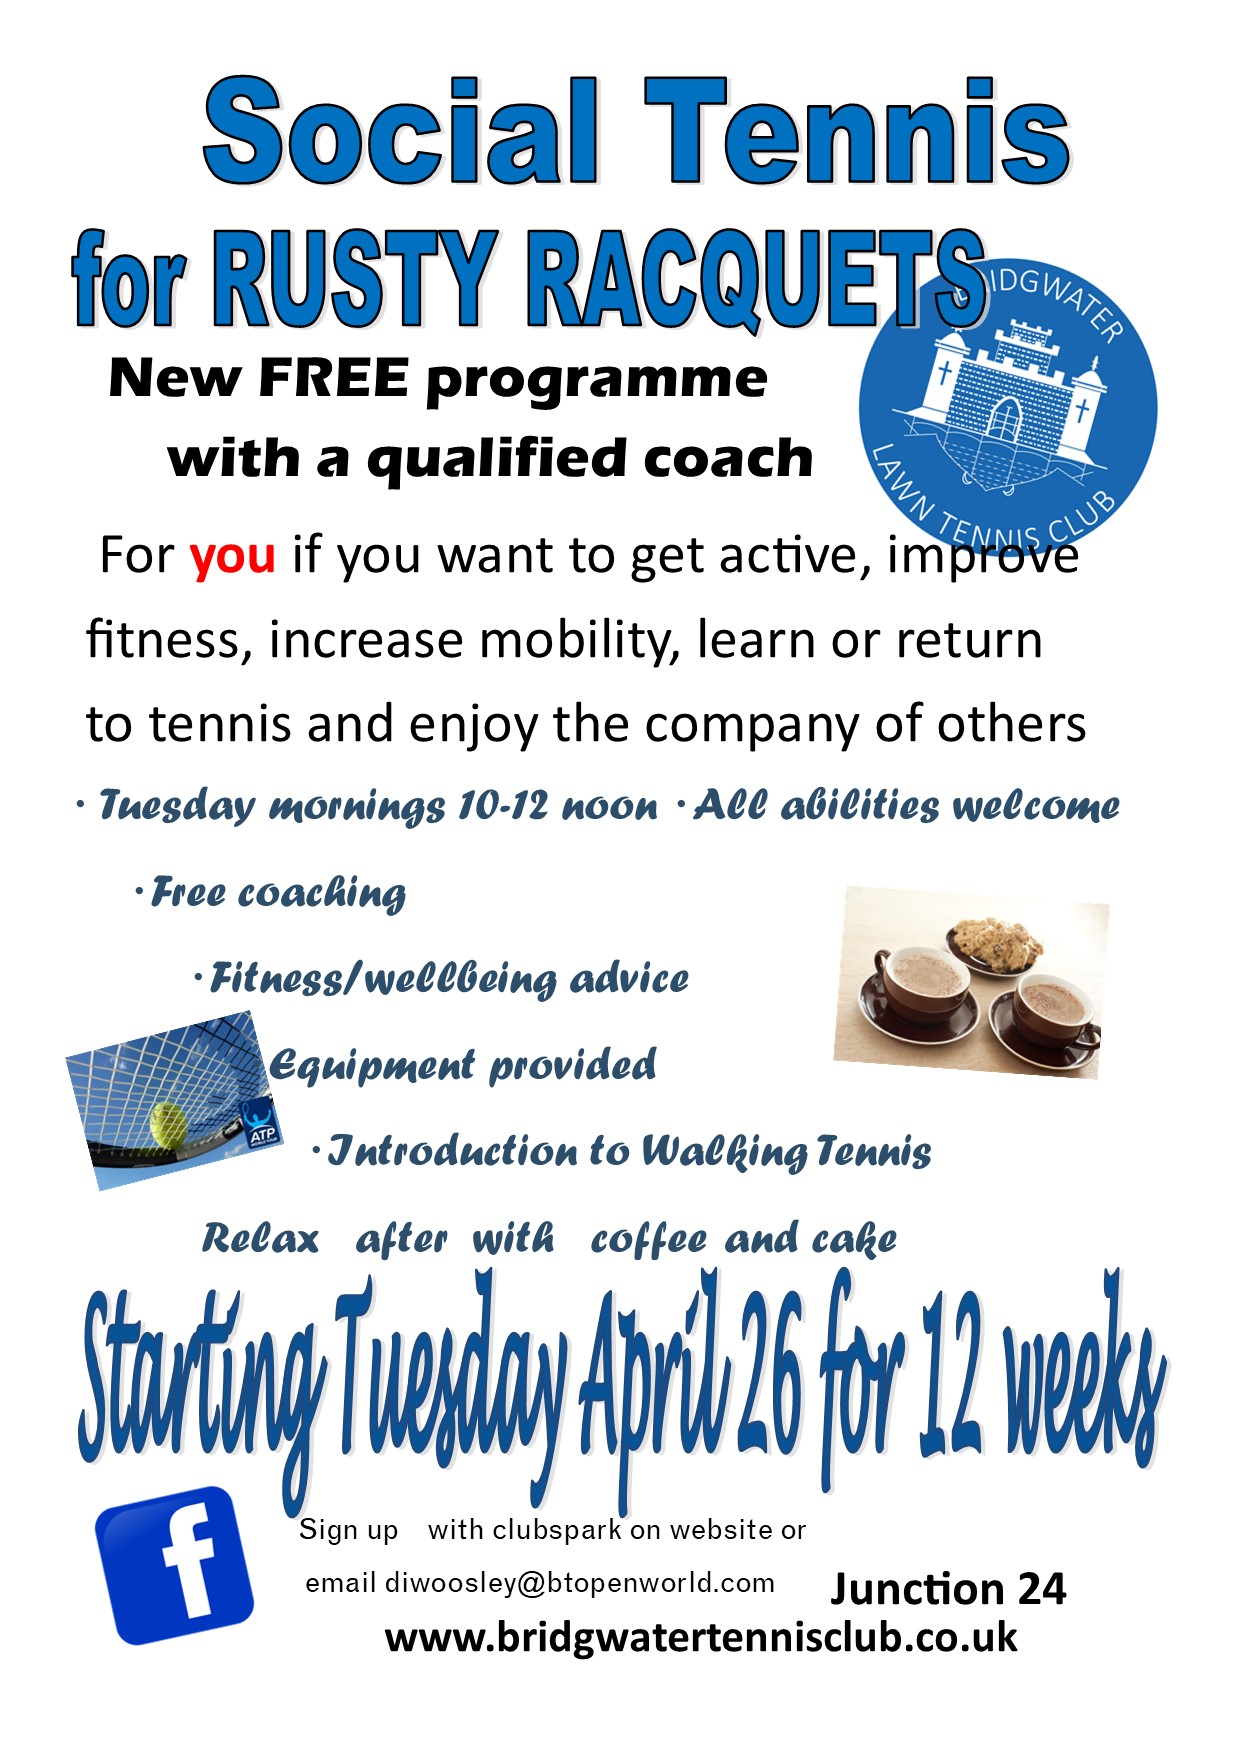 Social Tennis
for RUSTY RACQUETS
BRIDGWATER
LAWN TENNIS CLUB
New FREE programme
with a qualified coach
For you if you want to get active, improve
fitness, increase mobility, learn or return
to tennis and enjoy the company of others
· Tuesday mornings 10-12 noon · All abilities welcome
· Free coaching
· Fitness/wellbeing advice
Equipment provided
ATP
WORLD TOUR
· Introduction to Walking Tennis
Relax after with coffee and cake
Starting Tuesday April 26 for 12 weeks
f
Sign up with clubspark on website or
email diwoosley@btopenworld.com
Junction 24
www.bridgwatertennisclub.co.uk